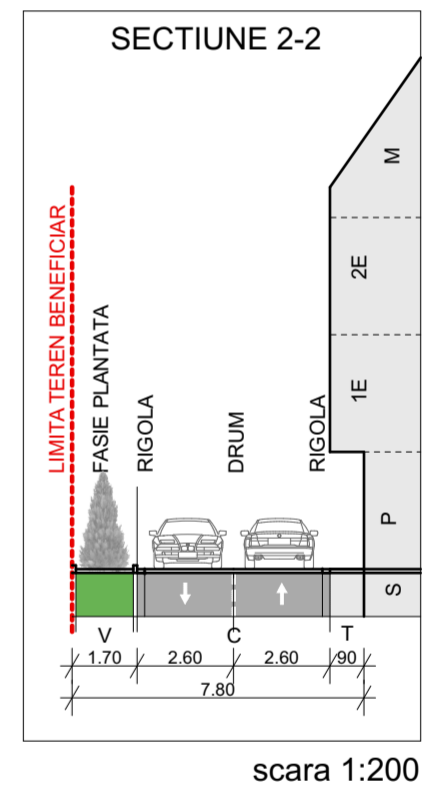 SECTIUNE 2-2
M
2E
1E
P
S
LIMITA TEREN BENEFICIAR
FASIE PLANTATA
RIGOLA
DRUM
RIGOLA
V C T
1.70 2.60 2.60 90
7.80
scara 1:200